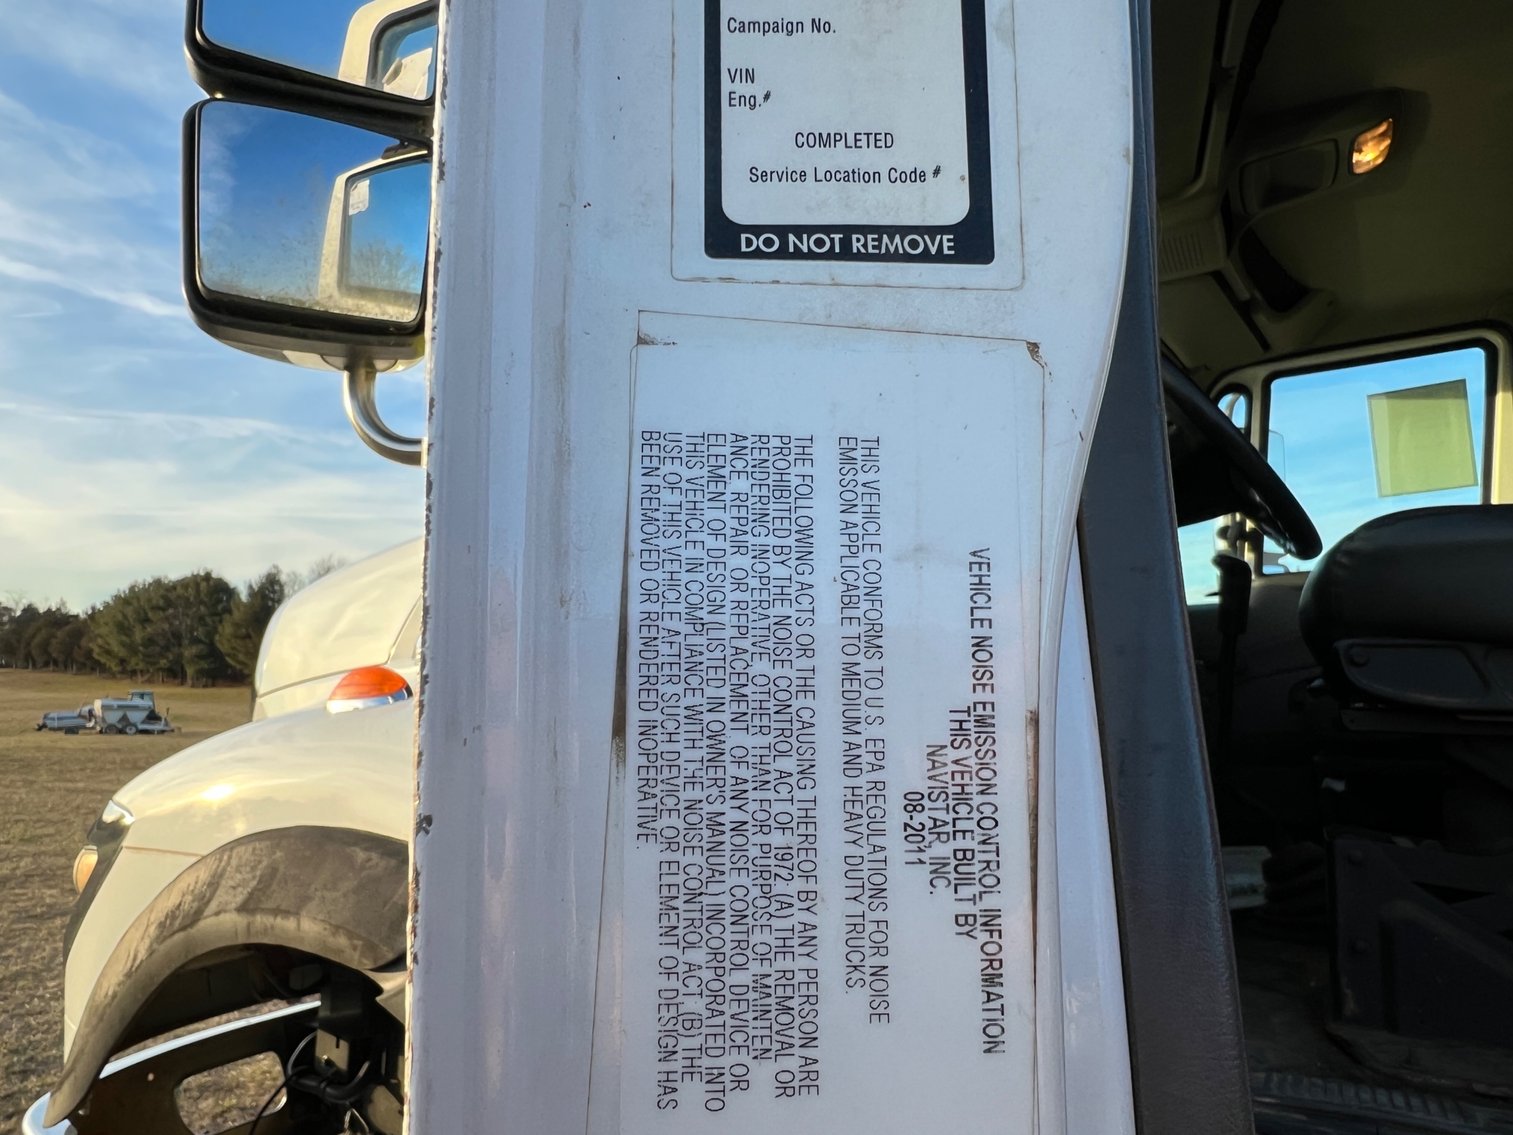 Campaign No.
VIN
Eng.#
COMPLETED
Service Location Code #
DO NOT REMOVE
VEHICLE NOISE EMISSION CONTROL INFORMATION
THIS VEHICLE BUILT BY
NAVISTAR, INC.
08-2011
THIS VEHICLE CONFORMS TO U.S. EPA REGULATIONS FOR NOISE
EMISSON APPLICABLE TO MEDIUM AND HEAVY DUTY TRUCKS.
THE FOLLOWING ACTS OR THE CAUSING THEREOF BY ANY PERSON ARE
PROHIBITED BY THE NOISE CONTROL ACT OF 1972: (A) THE REMOVAL OR
RENDERING INOPERATIVE, OTHER THAN FOR PURPOSE OF MAINTEN-
ANCE, REPAIR, OR REPLACEMENT, OF ANY NOISE CONTROL DEVICE OR
ELEMENT OF DESIGN (LISTED IN OWNER'S MANUAL) INCORPORATED INTO
THIS VEHICLE IN COMPLIANCE WITH THE NOISE CONTROL ACT, (B) THE
USE OF THIS VEHICLE AFTER SUCH DEVICE OR ELEMENT OF DESIGN HAS
BEEN REMOVED OR RENDERED INOPERATIVE.